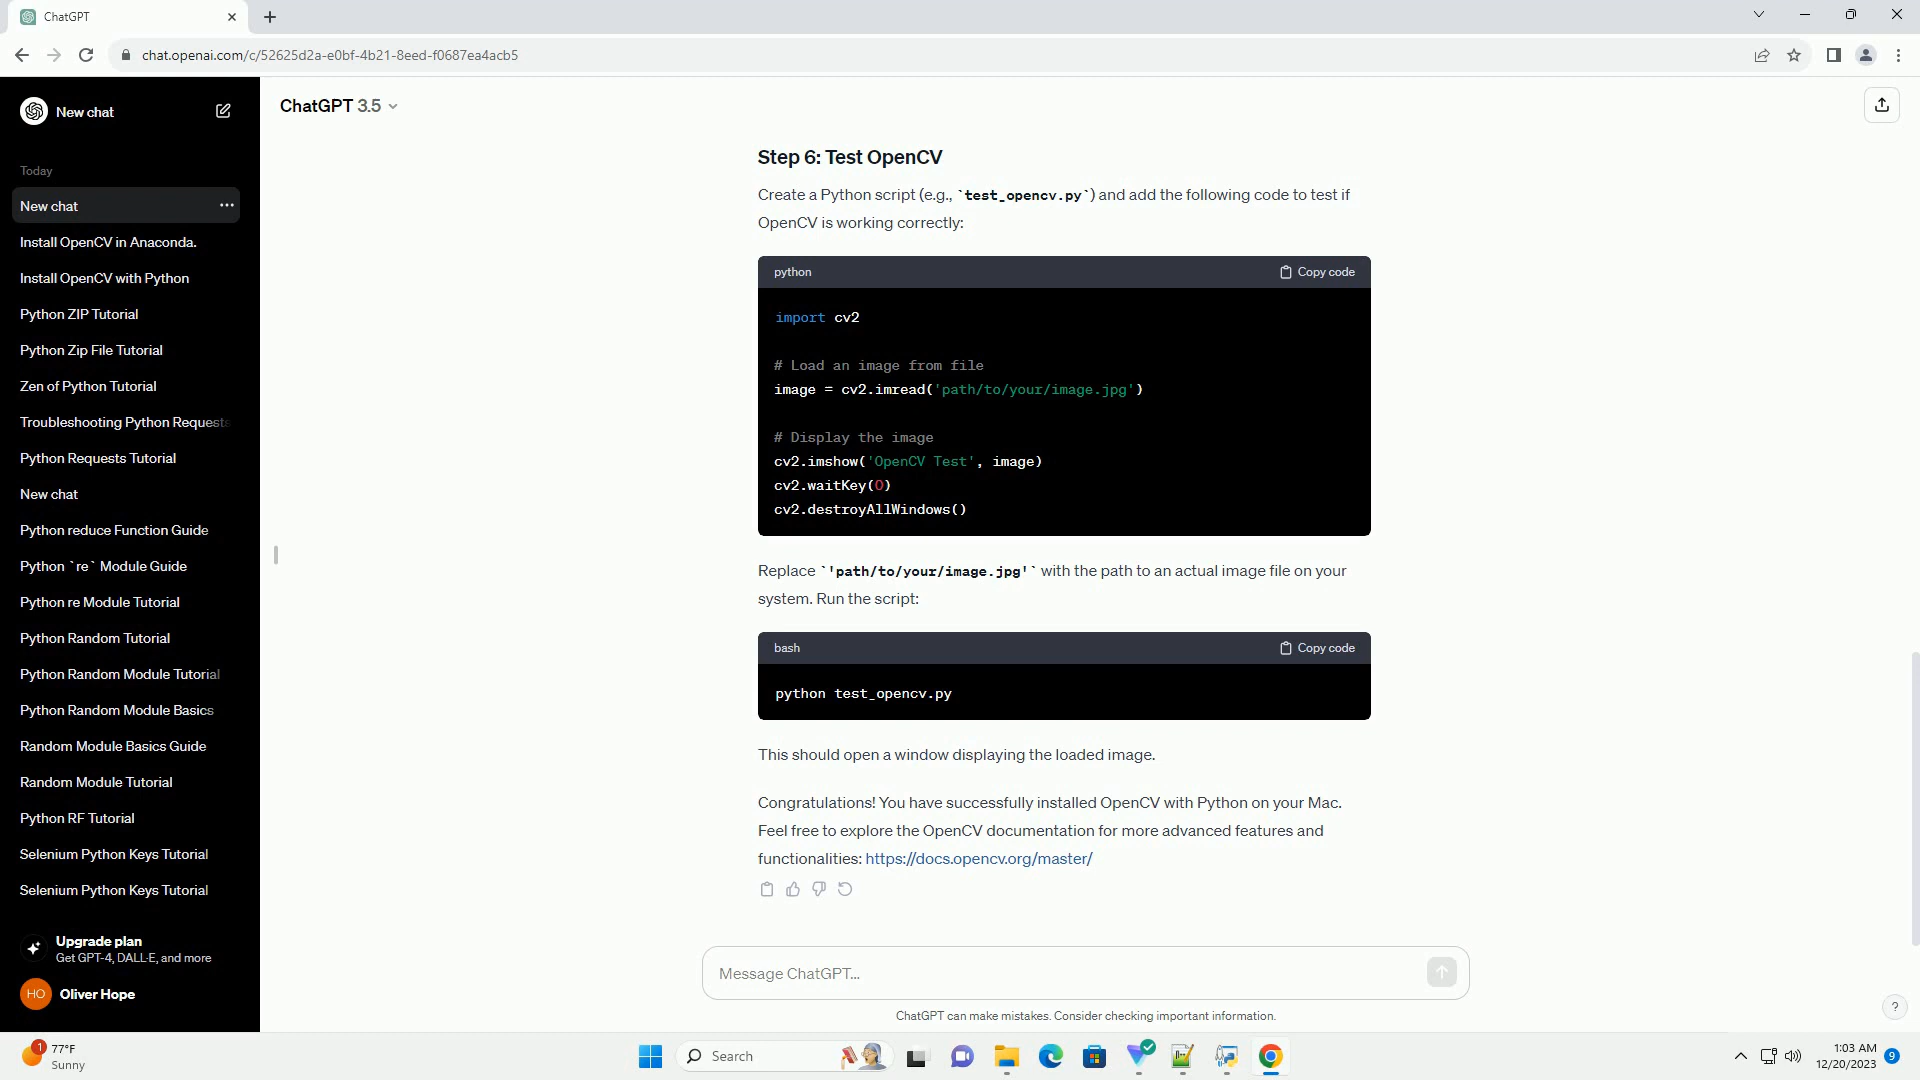 ChatGPT
chat.openai.com/c/52625d2a-e0bf-4b21-8eed-f0687ea4acb5
New chat
Today
New chat
Install OpenCV in Anaconda.
Install OpenCV with Python
Python ZIP Tutorial
Python Zip File Tutorial
Zen of Python Tutorial
Troubleshooting Python Requests
Python Requests Tutorial
New chat
Python reduce Function Guide
Python `re` Module Guide
Python re Module Tutorial
Python Random Tutorial
Python Random Module Tutorial
Python Random Module Basics
Random Module Basics Guide
Random Module Tutorial
Python RF Tutorial
Selenium Python Keys Tutorial
Selenium Python Keys Tutorial
Upgrade plan
Get GPT-4, DALL·E, and more
HO Oliver Hope
ChatGPT 3.5
Step 6: Test OpenCV
Create a Python script (e.g., `test_opencv.py`) and add the following code to test if
OpenCV is working correctly:
python Copy code
import cv2
# Load an image from file
image = cv2.imread('path/to/your/image.jpg')
# Display the image
cv2.imshow('OpenCV Test', image)
cv2.waitKey(0)
cv2.destroyAllWindows()
Replace `'path/to/your/image.jpg'` with the path to an actual image file on your
system. Run the script:
bash Copy code
python test_opencv.py
This should open a window displaying the loaded image.
Congratulations! You have successfully installed OpenCV with Python on your Mac.
Feel free to explore the OpenCV documentation for more advanced features and
functionalities: https://docs.opencv.org/master/
Message ChatGPT...
ChatGPT can make mistakes. Consider checking important information.
?
1
77°F
Sunny
Search
1:03 AM
12/20/2023
9